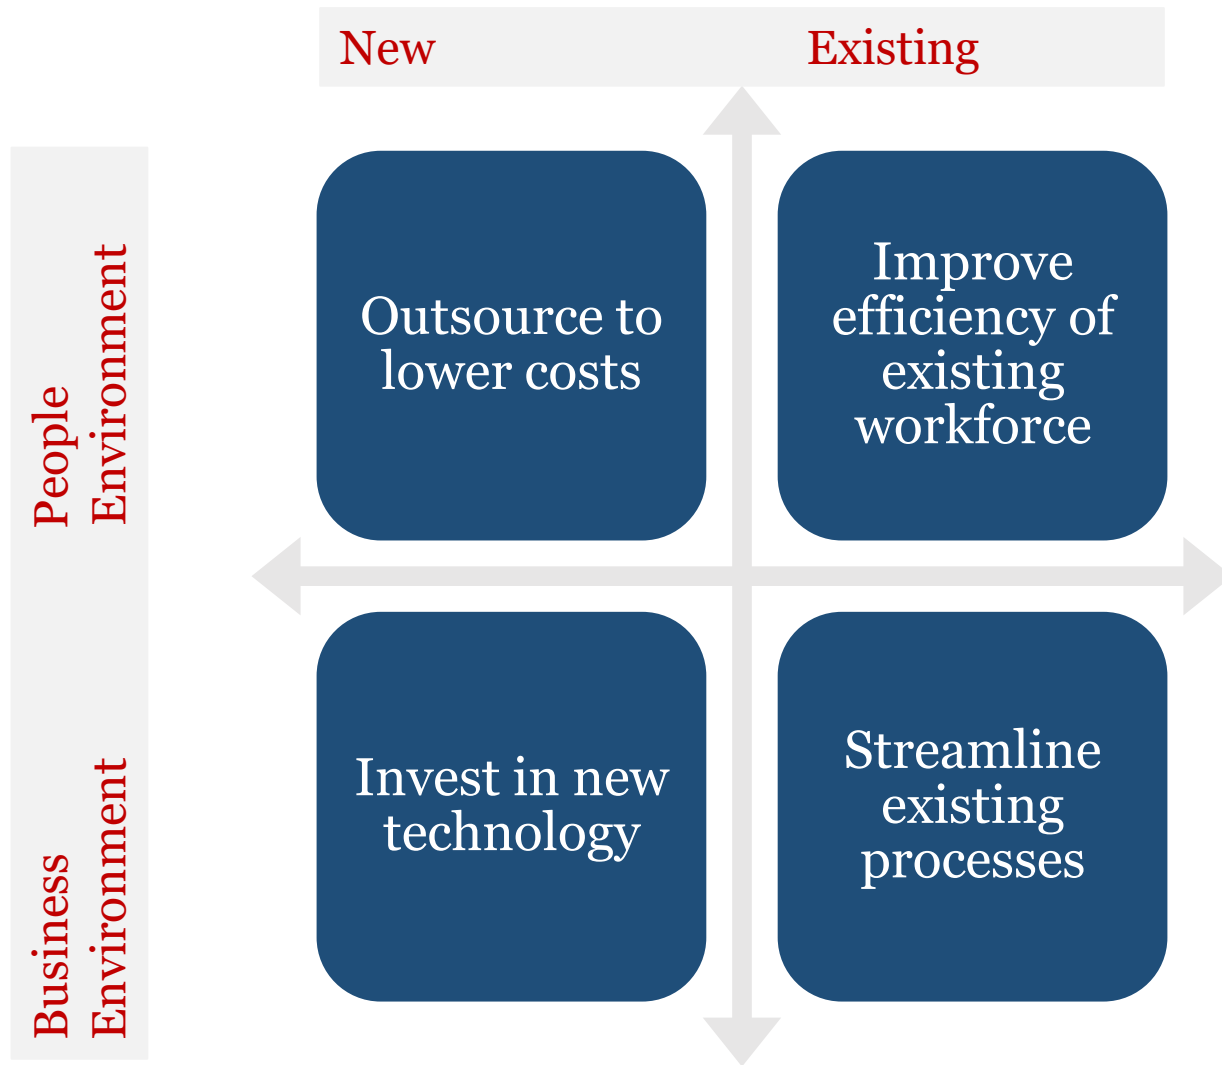 New
Existing
People
Environment
Outsource to
lower costs
Improve
efficiency of
existing
workforce
Business
Environment
Invest in new
technology
Streamline
existing
processes